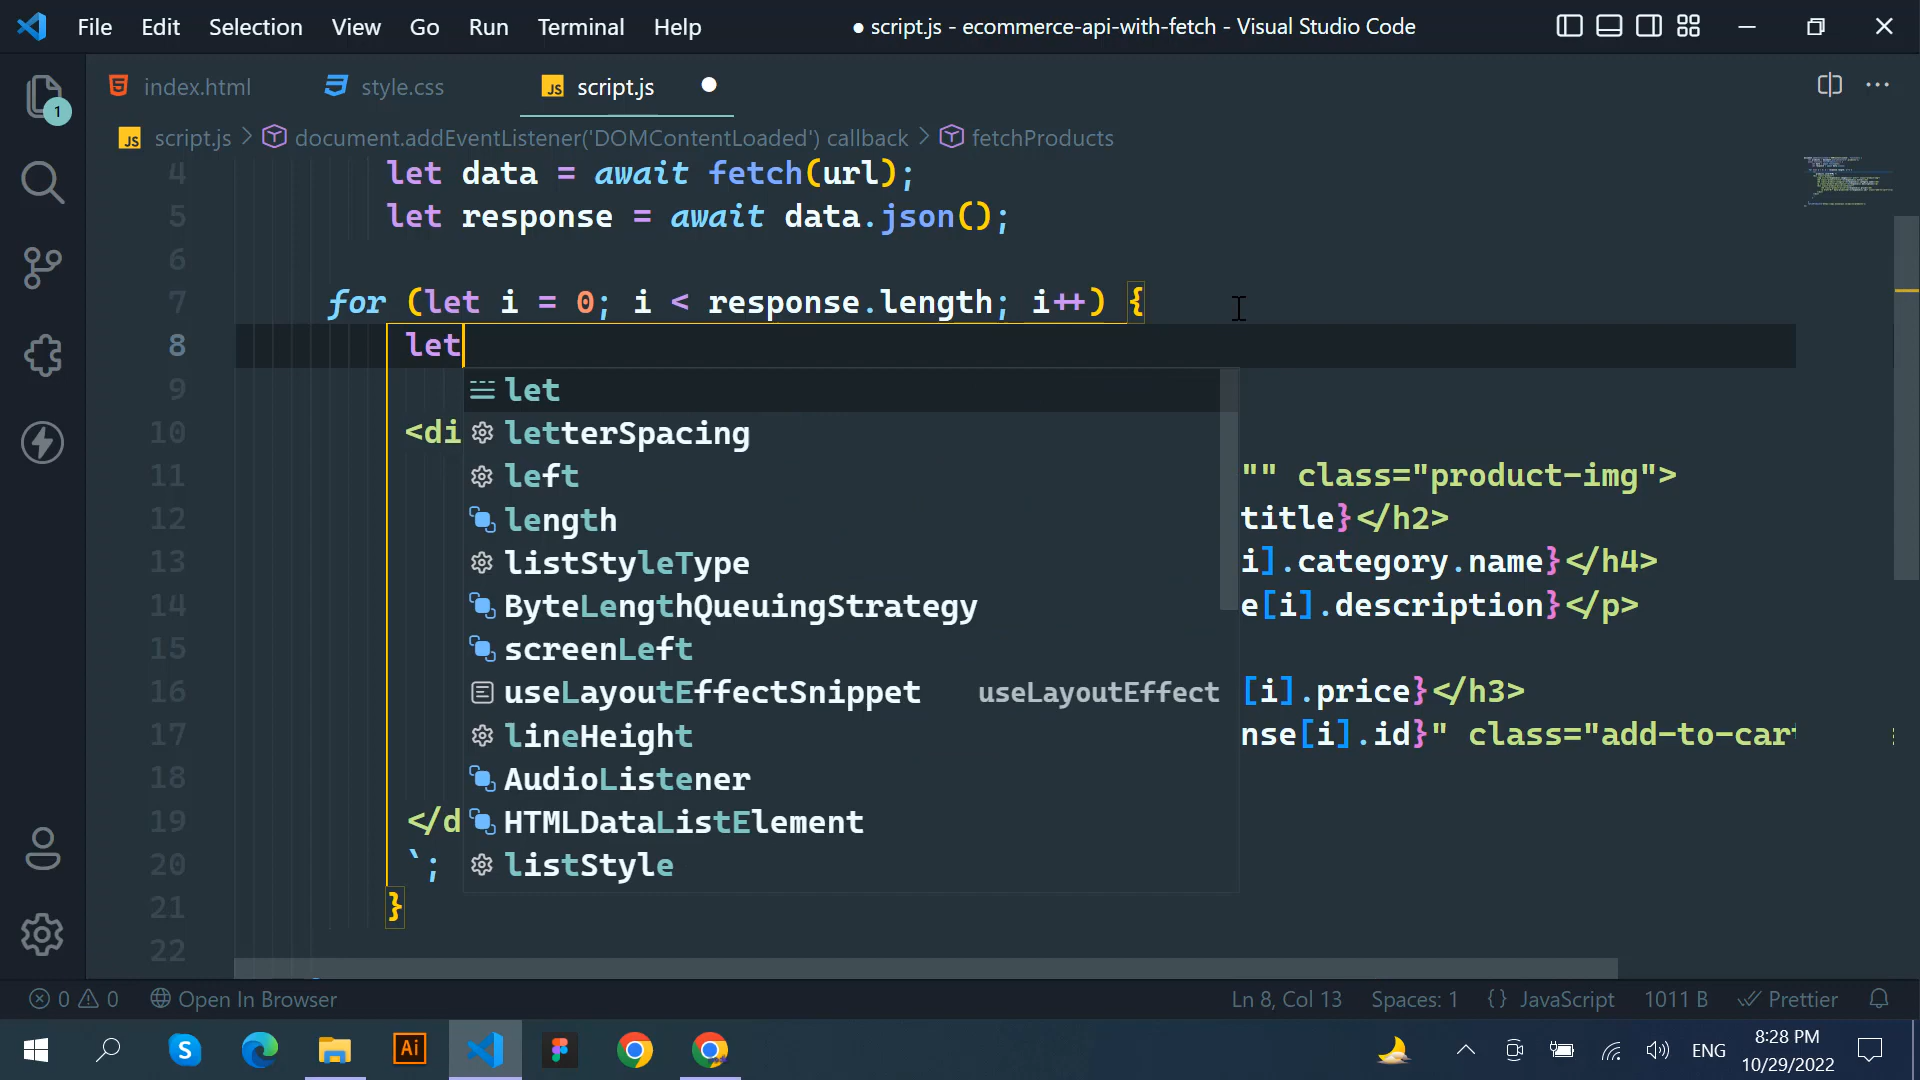 File Edit Selection View Go Run Terminal Help ● script.js - ecommerce-api-with-fetch - Visual Studio Code
index.html style.css JS script.js
JS script.js > document.addEventListener('DOMContentLoaded') callback > fetchProducts
1
4 let data = await fetch(url);
5 let response = await data.json();
6
7 for (let i = 0; i < response.length; i++) {
8 let
9 let
10 <di letterSpacing
11 left "" class="product-img">
12 length title}</h2>
13 listStyleType i].category.name}</h4>
14 ByteLengthQueuingStrategy e[i].description}</p>
15 screenLeft
16 useLayoutEffectSnippet useLayoutEffect [i].price}</h3>
17 lineHeight nse[i].id}" class="add-to-cart
18 AudioListener
19 </d HTMLDataListElement
20 `; listStyle
21 }
22
0 0 Open In Browser Ln 8, Col 13 Spaces: 1 {} JavaScript 1011 B Prettier
S Ai ENG 8:28 PM
10/29/2022